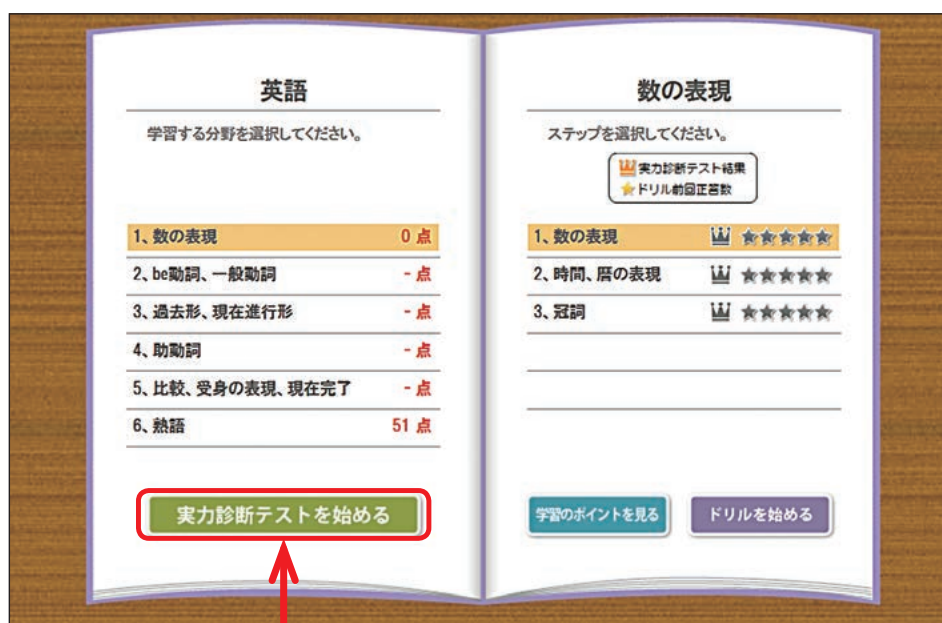 英語
学習する分野を選択してください。
1、数の表現 0 点
2、be動詞、一般動詞 - 点
3、過去形、現在進行形 - 点
4、助動詞 - 点
5、比較、受身の表現、現在完了 - 点
6、熟語 51 点
実力診断テストを始める
数の表現
ステップを選択してください。
実力診断テスト結果
ドリル前回正答数
1、数の表現
2、時間、暦の表現
3、冠詞
学習のポイントを見る
ドリルを始める